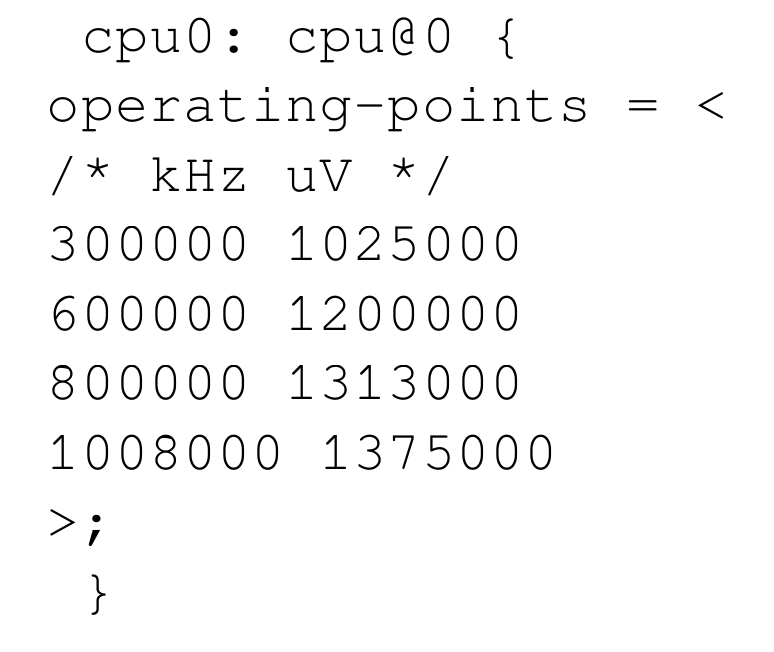 cpu0: cpu@0 {
operating-points = <
/* kHz uV */
300000 1025000
600000 1200000
800000 1313000
1008000 1375000
>;
}